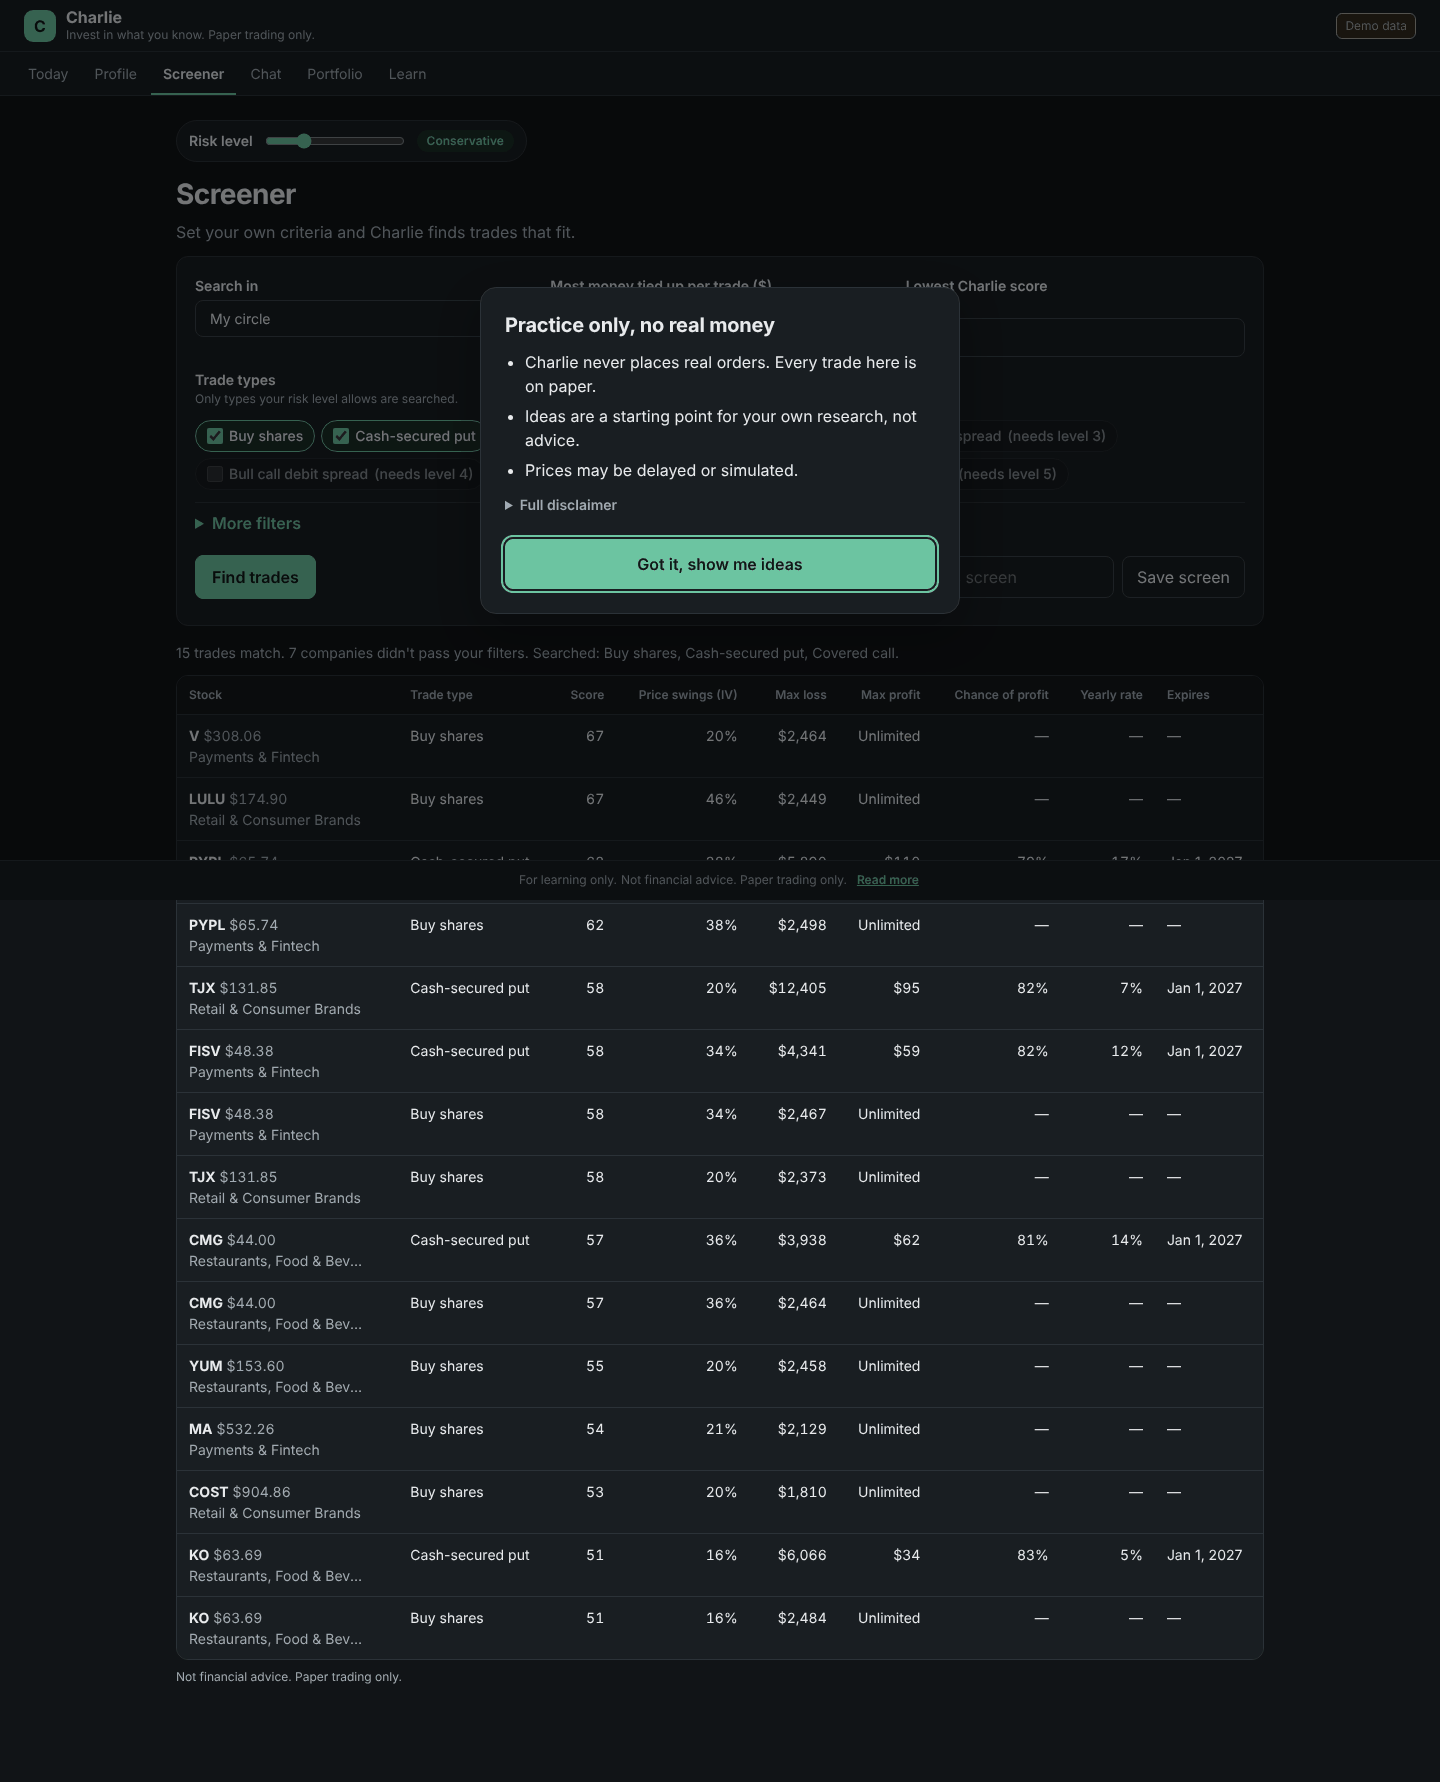 C
Charlie
Invest in what you know. Paper trading only.
Demo data
Today Profile Screener Chat Portfolio Learn
Risk level Conservative
Screener
Set your own criteria and Charlie finds trades that fit.
Search in Most money tied up per trade ($) Lowest Charlie score
My circle
Practice only, no real money
• Charlie never places real orders. Every trade here is
on paper.
• Ideas are a starting point for your own research, not
advice.
• Prices may be delayed or simulated.
Full disclaimer
Got it, show me ideas
Trade types
Only types your risk level allows are searched.
Buy shares Cash-secured put spread (needs level 3)
Bull call debit spread (needs level 4) (needs level 5)
More filters
Find trades screen Save screen
15 trades match. 7 companies didn't pass your filters. Searched: Buy shares, Cash-secured put, Covered call.
Stock Trade type Score Price swings (IV) Max loss Max profit Chance of profit Yearly rate Expires
V $308.06 Buy shares 67 20% $2,464 Unlimited — — —
Payments & Fintech
LULU $174.90 Buy shares 67 46% $2,449 Unlimited — — —
Retail & Consumer Brands
For learning only. Not financial advice. Paper trading only. Read more
PYPL $65.74 Buy shares 62 38% $2,498 Unlimited — — —
Payments & Fintech
TJX $131.85 Cash-secured put 58 20% $12,405 $95 82% 7% Jan 1, 2027
Retail & Consumer Brands
FISV $48.38 Cash-secured put 58 34% $4,341 $59 82% 12% Jan 1, 2027
Payments & Fintech
FISV $48.38 Buy shares 58 34% $2,467 Unlimited — — —
Payments & Fintech
TJX $131.85 Buy shares 58 20% $2,373 Unlimited — — —
Retail & Consumer Brands
CMG $44.00 Cash-secured put 57 36% $3,938 $62 81% 14% Jan 1, 2027
Restaurants, Food & Bev...
CMG $44.00 Buy shares 57 36% $2,464 Unlimited — — —
Restaurants, Food & Bev...
YUM $153.60 Buy shares 55 20% $2,458 Unlimited — — —
Restaurants, Food & Bev...
MA $532.26 Buy shares 54 21% $2,129 Unlimited — — —
Payments & Fintech
COST $904.86 Buy shares 53 20% $1,810 Unlimited — — —
Retail & Consumer Brands
KO $63.69 Cash-secured put 51 16% $6,066 $34 83% 5% Jan 1, 2027
Restaurants, Food & Bev...
KO $63.69 Buy shares 51 16% $2,484 Unlimited — — —
Restaurants, Food & Bev...
Not financial advice. Paper trading only.